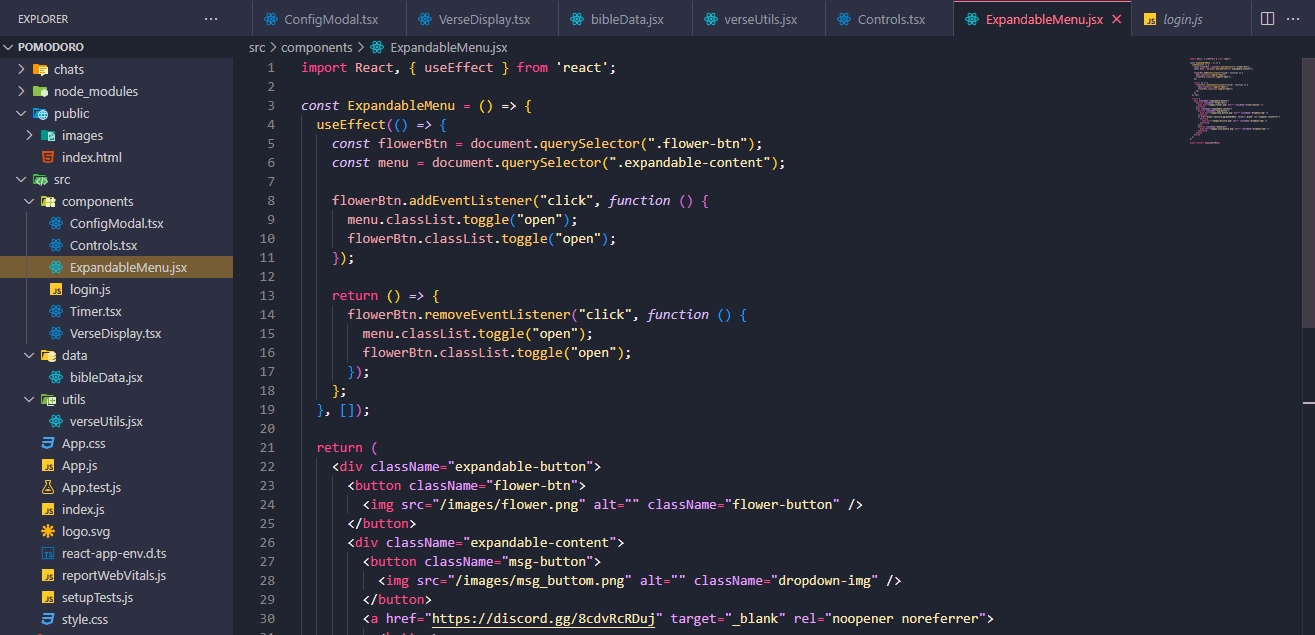 EXPLORER
ConfigModal.tsx
VerseDisplay.tsx
bibleData.jsx
verseUtils.jsx
Controls.tsx
ExpandableMenu.jsx
JS login.js
POMODORO
chats
node_modules
public
images
index.html
src
components
ConfigModal.tsx
Controls.tsx
ExpandableMenu.jsx
JS login.js
Timer.tsx
VerseDisplay.tsx
data
bibleData.jsx
utils
verseUtils.jsx
App.css
JS App.js
App.test.js
JS index.js
logo.svg
TS react-app-env.d.ts
JS reportWebVitals.js
JS setupTests.js
style.css
src > components > ExpandableMenu.jsx
1 import React, { useEffect } from 'react';
2
3 const ExpandableMenu = () => {
4 useEffect(() => {
5 const flowerBtn = document.querySelector(".flower-btn");
6 const menu = document.querySelector(".expandable-content");
7
8 flowerBtn.addEventListener("click", function () {
9 menu.classList.toggle("open");
10 flowerBtn.classList.toggle("open");
11 });
12
13 return () => {
14 flowerBtn.removeEventListener("click", function () {
15 menu.classList.toggle("open");
16 flowerBtn.classList.toggle("open");
17 });
18 };
19 }, []);
20
21 return (
22 <div className="expandable-button">
23 <button className="flower-btn">
24 <img src="/images/flower.png" alt="" className="flower-button" />
25 </button>
26 <div className="expandable-content">
27 <button className="msg-button">
28 <img src="/images/msg_buttom.png" alt="" className="dropdown-img" />
29 </button>
30 <a href="https://discord.gg/8cdvRcRDuj" target="_blank" rel="noopener noreferrer">